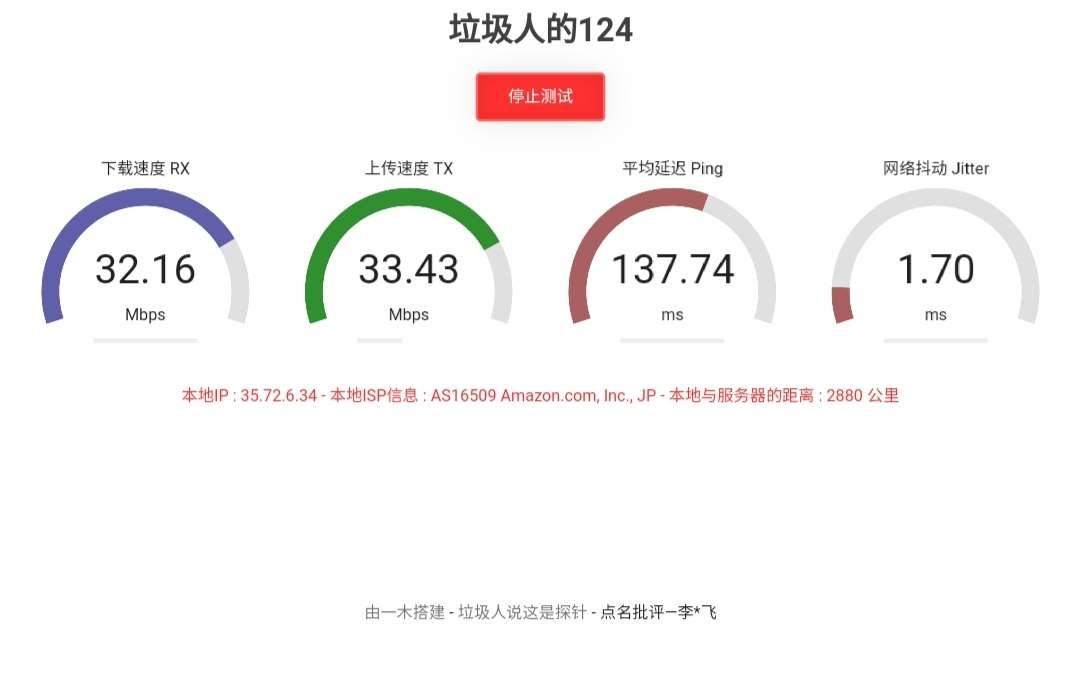 垃圾人的124
停止测试
下载速度 RX
上传速度 TX
平均延迟 Ping
网络抖动 Jitter
32.16
33.43
137.74
1.70
Mbps
Mbps
ms
ms
本地IP : 35.72.6.34 - 本地ISP信息 : AS16509 Amazon.com, Inc., JP - 本地与服务器的距离 : 2880 公里
由一木搭建 - 垃圾人说这是探针 - 点名批评—李*飞